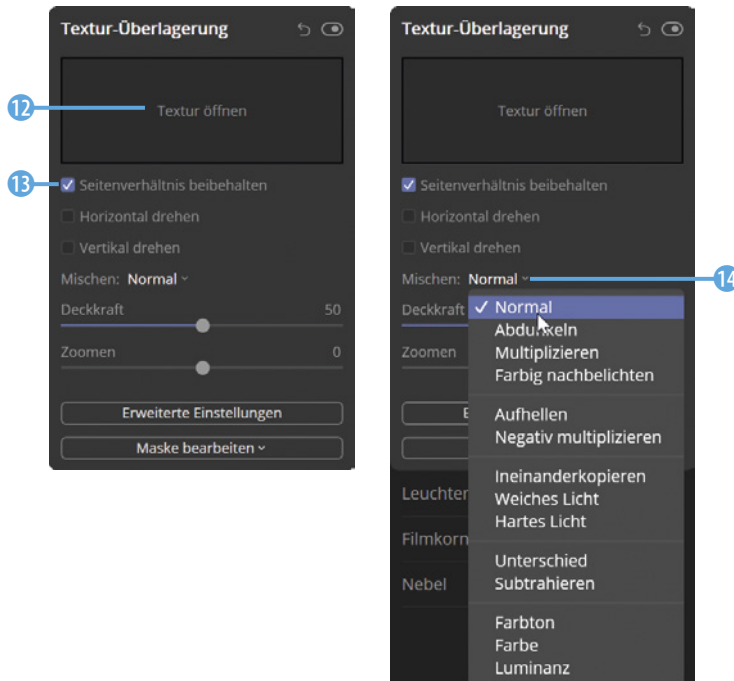 Textur-Überlagerung
12
Textur öffnen
13
Seitenverhältnis beibehalten
Horizontal drehen
Vertikal drehen
Mischen: Normal
Deckkraft 50
Zoomen 0
Erweiterte Einstellungen
Maske bearbeiten
Textur-Überlagerung
Textur öffnen
Seitenverhältnis beibehalten
Horizontal drehen
Vertikal drehen
Mischen: Normal
14
Deckkraft
Normal
Abdunkeln
Zoomen
Multiplizieren
Farbig nachbelichten
E
Aufhellen
Negativ multiplizieren
Ineinanderkopieren
Leuchten
Weiches Licht
Hartes Licht
Filmkorn
Unterschied
Nebel
Subtrahieren
Farbton
Farbe
Luminanz